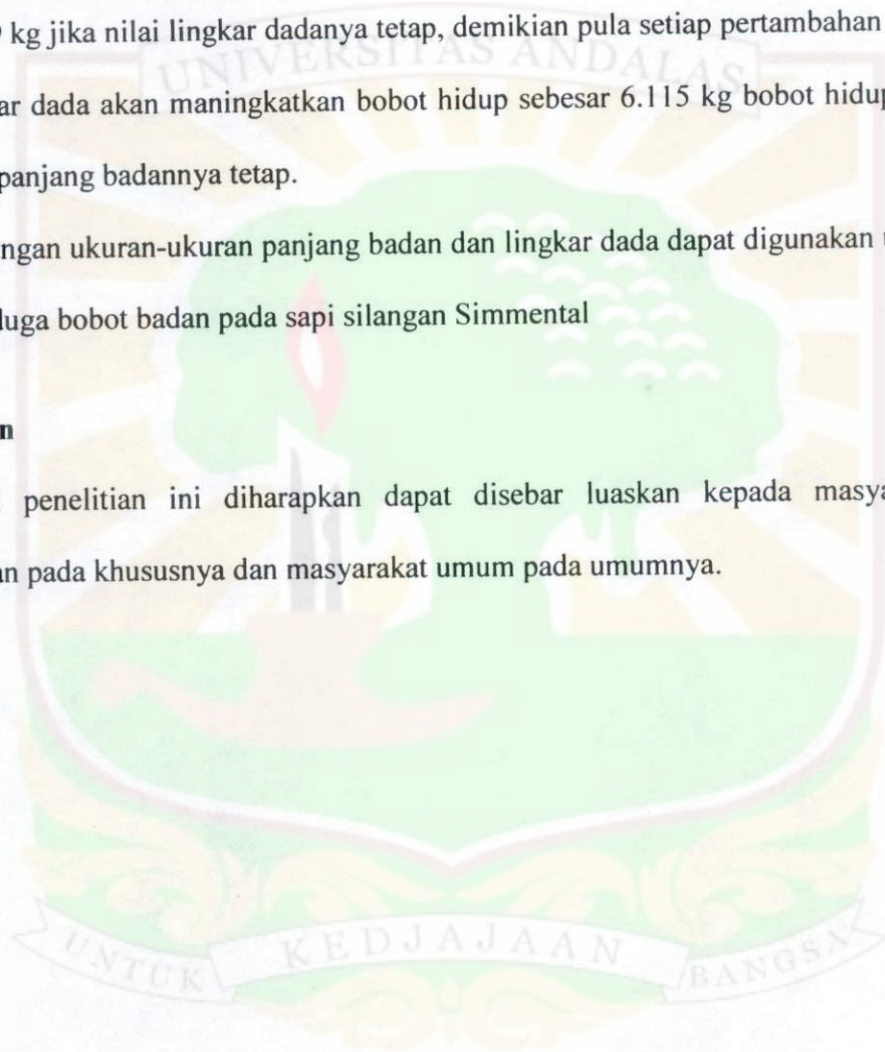 kg jika nilai lingkar dadanya tetap, demikian pula setiap pertambahan
UNIVERSITAS ANDALAS
ar dada akan maningkatkan bobot hidup sebesar 6.115 kg bobot hidup
panjang badannya tetap.
ngan ukuran-ukuran panjang badan dan lingkar dada dapat digunakan
luga bobot badan pada sapi silangan Simmental
n
penelitian ini diharapkan dapat disebar luaskan kepada masya
an pada khususnya dan masyarakat umum pada umumnya.
UNTUK KEDJAJAAN BANGSA